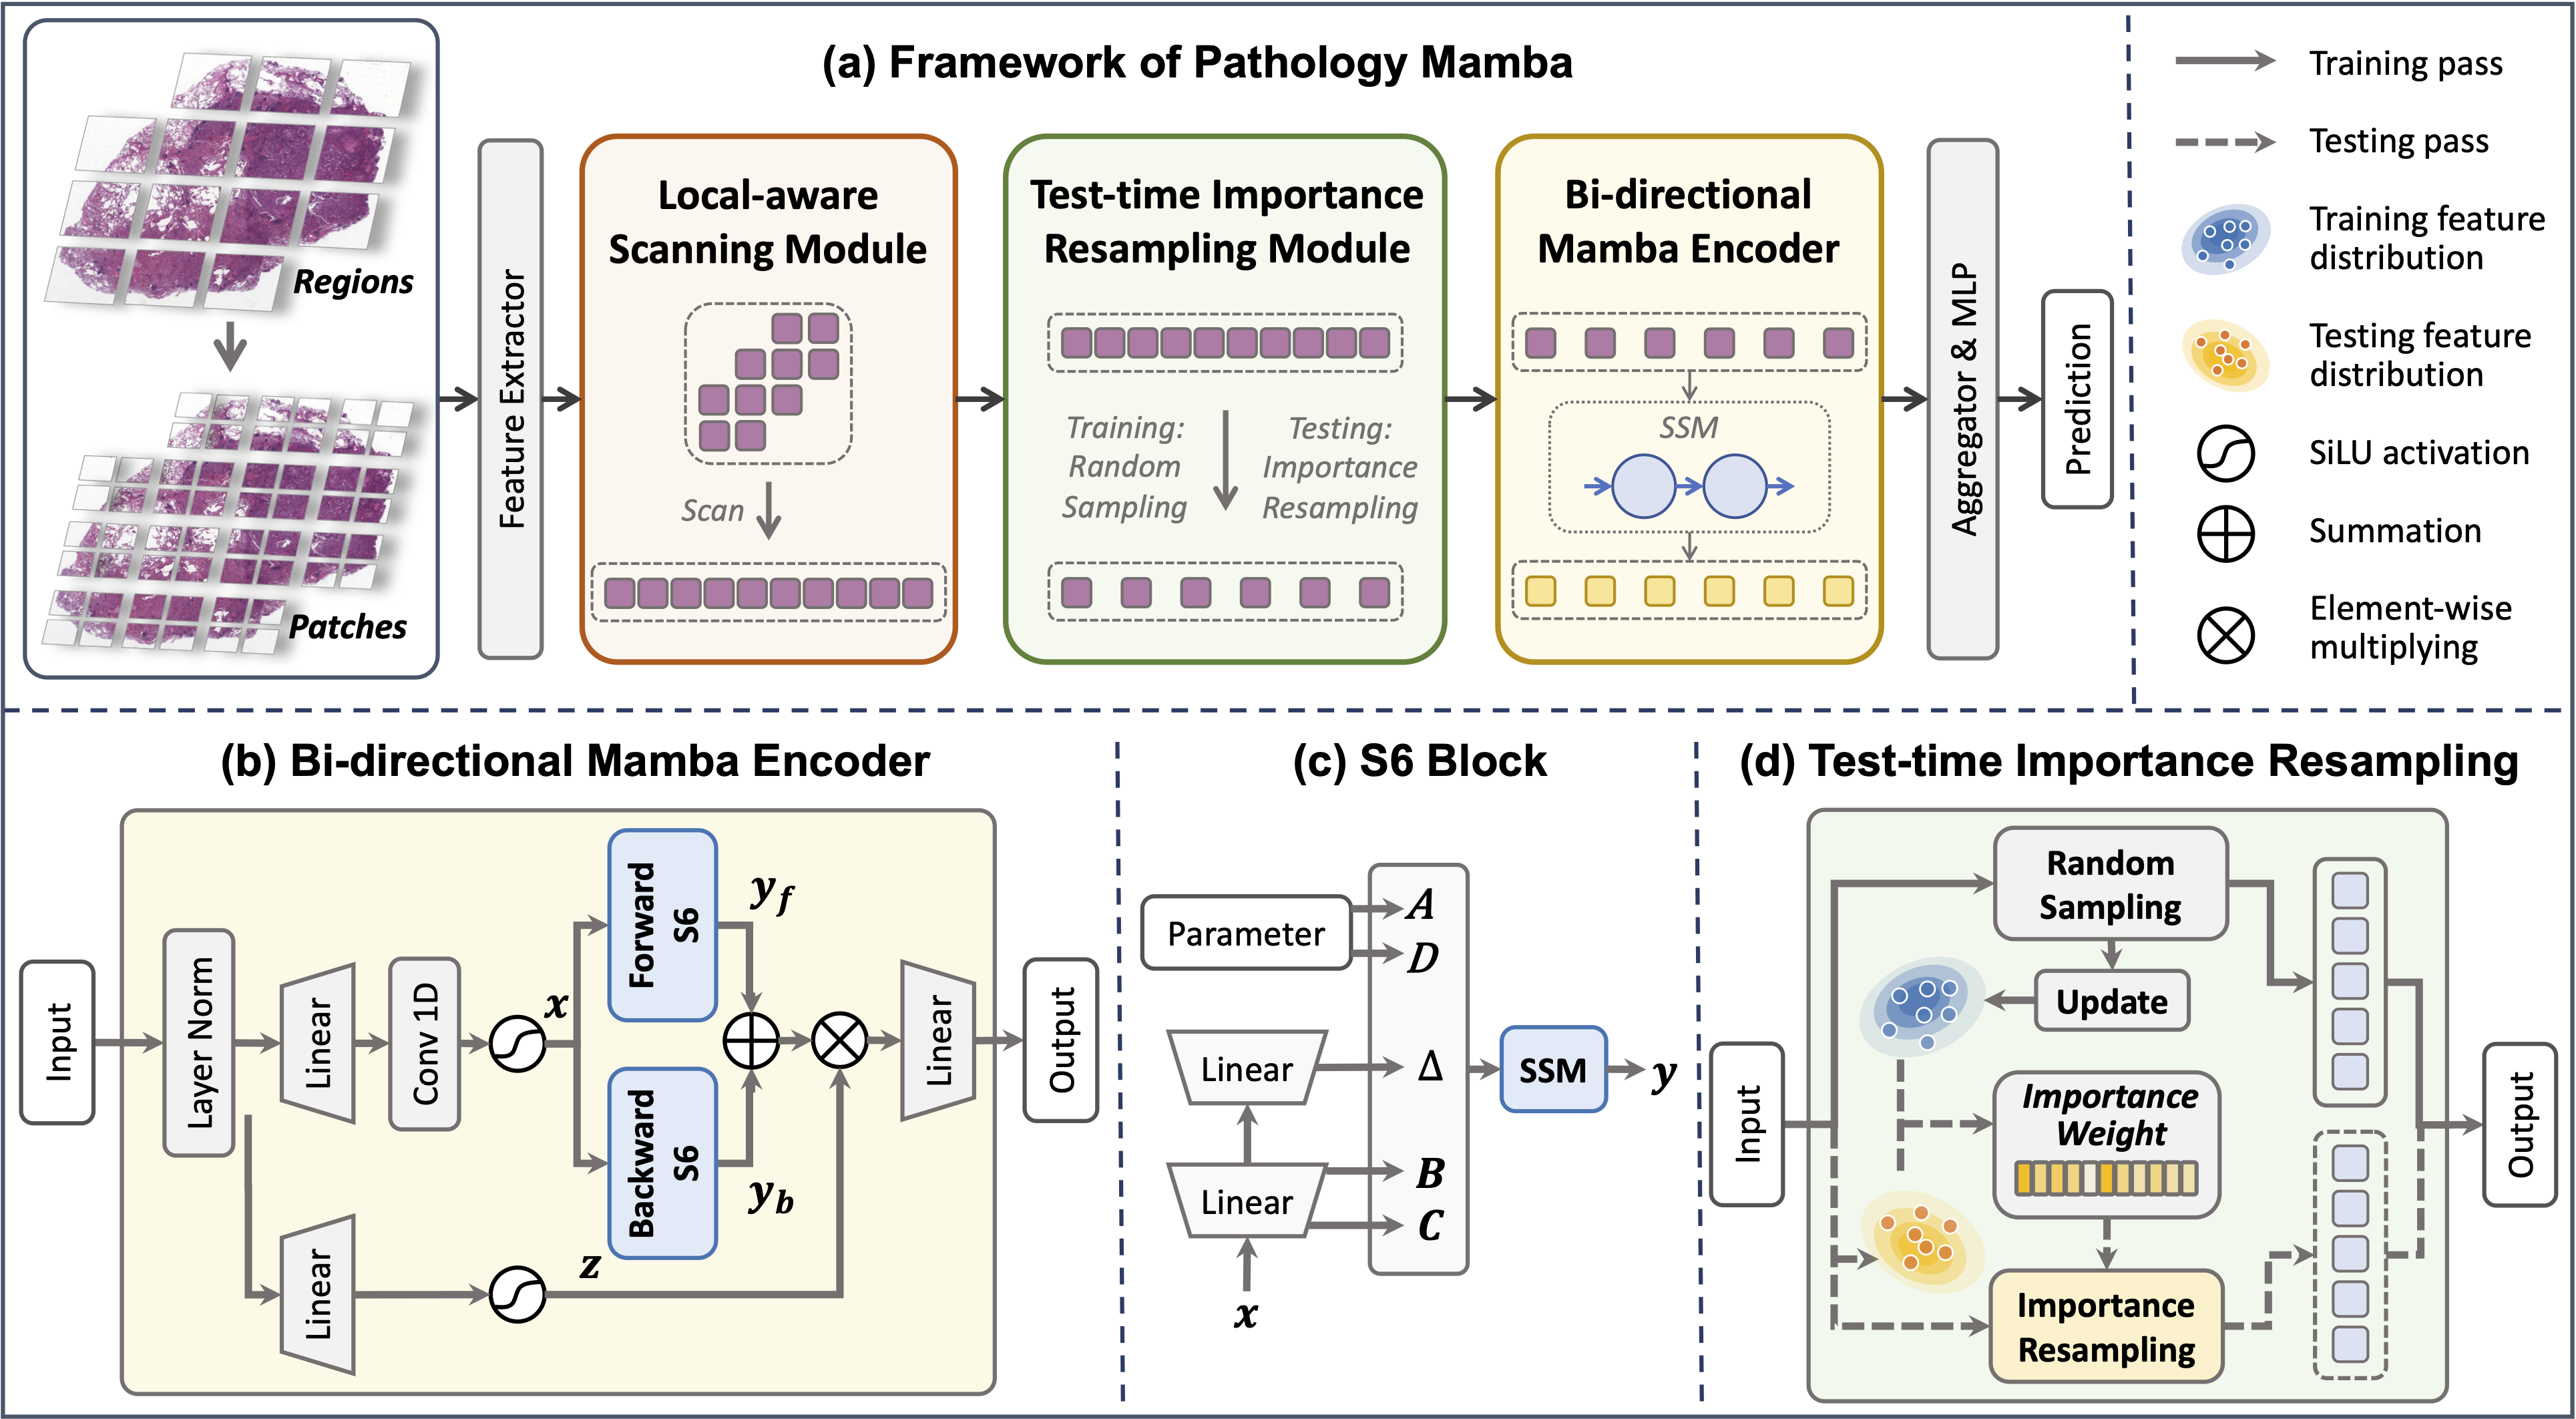 (a) Framework of Pathology Mamba
Regions
Patches
Feature Extractor
Local-aware
Scanning Module
Scan
Test-time Importance
Resampling Module
Training:
Random
Sampling
Testing:
Importance
Resampling
Bi-directional
Mamba Encoder
SSM
Aggregator & MLP
Prediction
Training pass
Testing pass
Training feature
distribution
Testing feature
distribution
SiLU activation
Summation
Element-wise
multiplying
(b) Bi-directional Mamba Encoder
Input
Layer Norm
Linear
Conv 1D
x
Forward
S6
y_f
Backward
S6
y_b
Linear
z
Linear
Output
(c) S6 Block
Parameter
A
D
Linear
Δ
Linear
B
C
x
SSM
y
(d) Test-time Importance Resampling
Input
Random
Sampling
Update
Importance
Weight
Importance
Resampling
Output